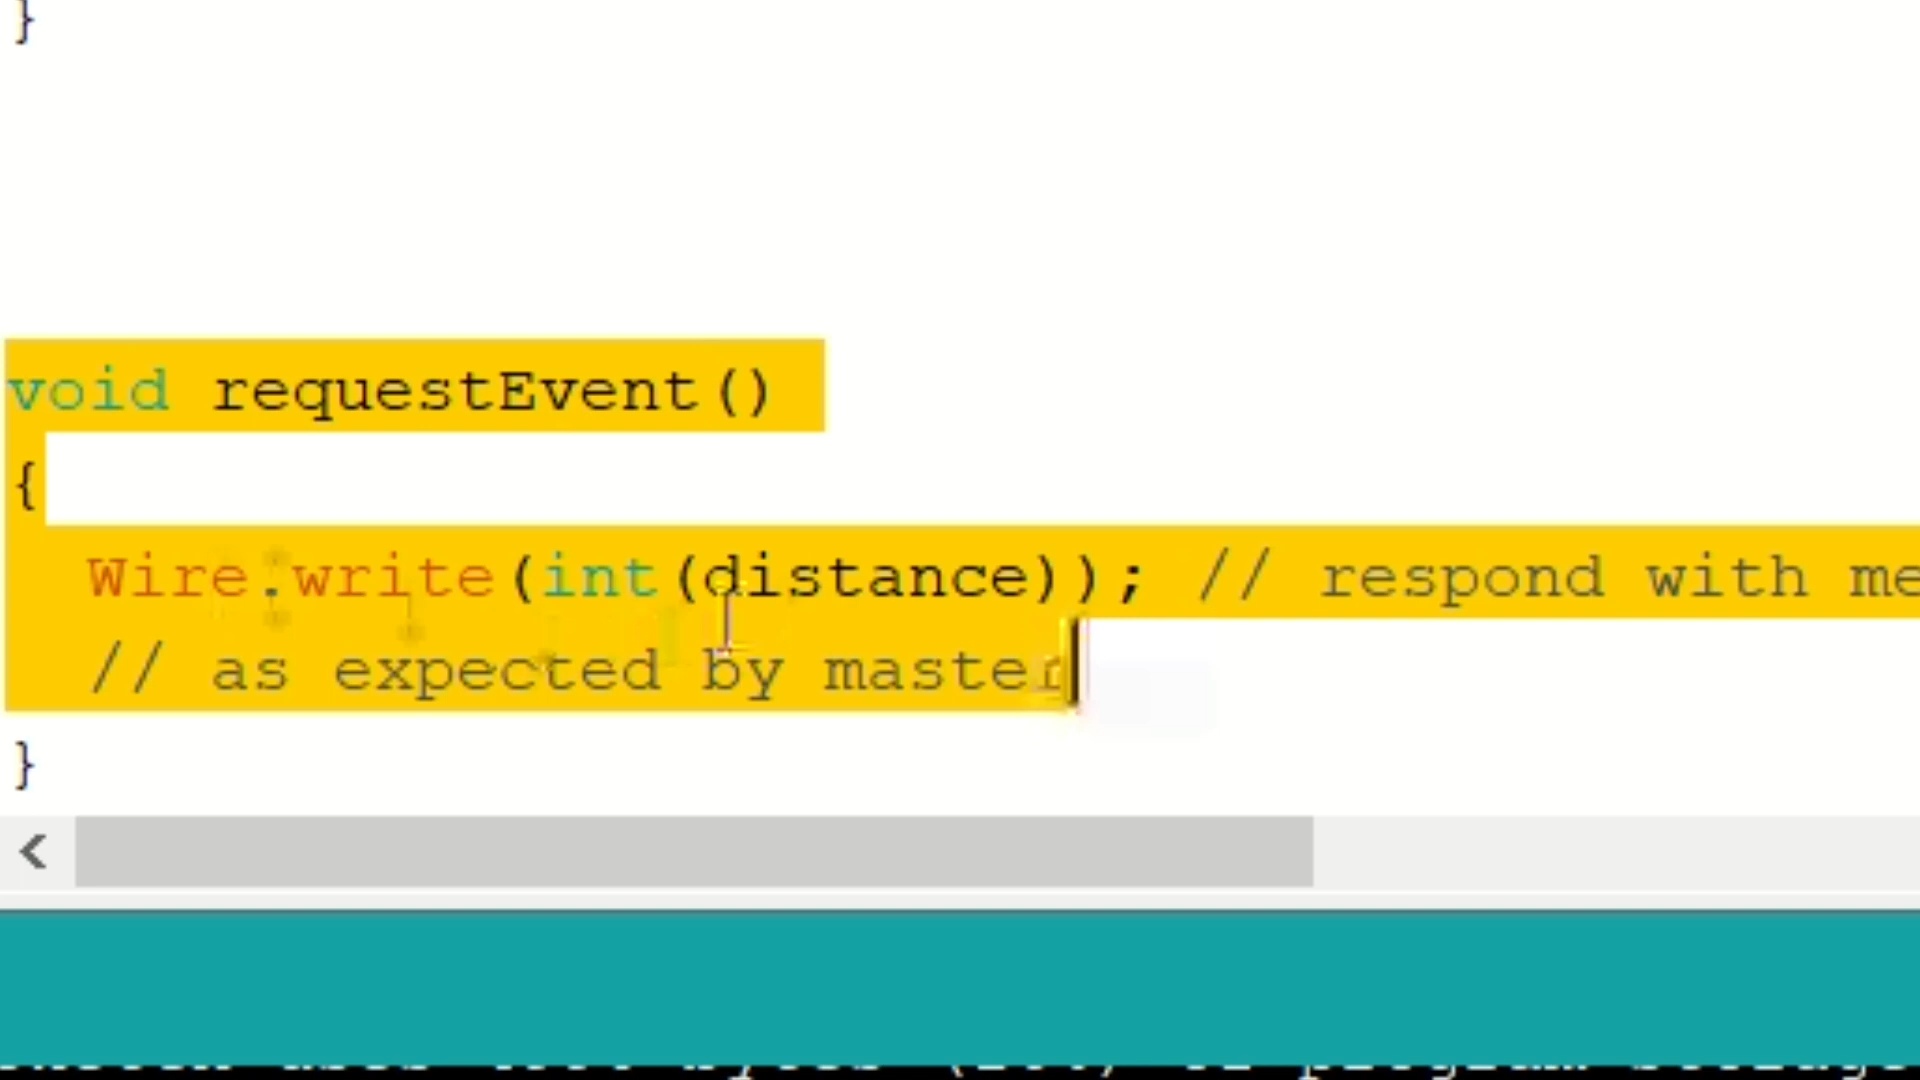 }
void requestEvent()
{
Wire.write(int(distance)); // respond with me
// as expected by master
}